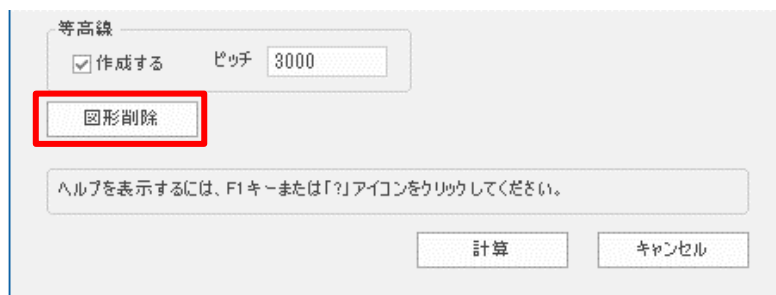 等高線
作成する ピッチ 3000
図形削除
ヘルプを表示するには、F1キーまたは「?」アイコンをクリックしてください。
計算 キャンセル